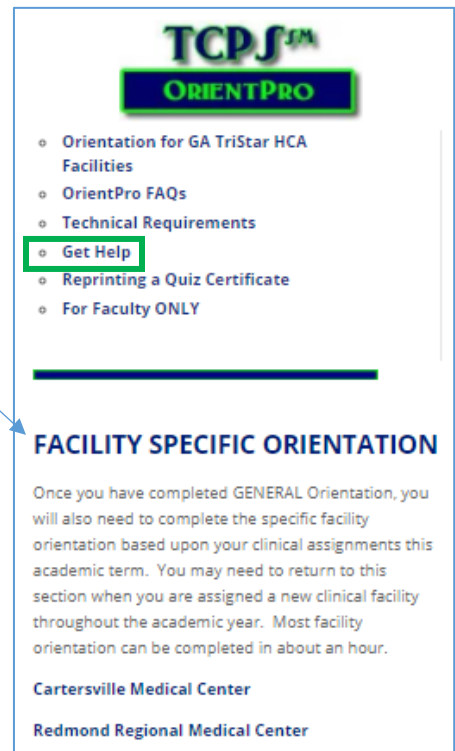 TCPS℠
ORIENTPRO
Orientation for GA TriStar HCA
Facilities
OrientPro FAQs
Technical Requirements
Get Help
Reprinting a Quiz Certificate
For Faculty ONLY
FACILITY SPECIFIC ORIENTATION
Once you have completed GENERAL Orientation, you
will also need to complete the specific facility
orientation based upon your clinical assignments this
academic term. You may need to return to this
section when you are assigned a new clinical facility
throughout the academic year. Most facility
orientation can be completed in about an hour.
Cartersville Medical Center
Redmond Regional Medical Center